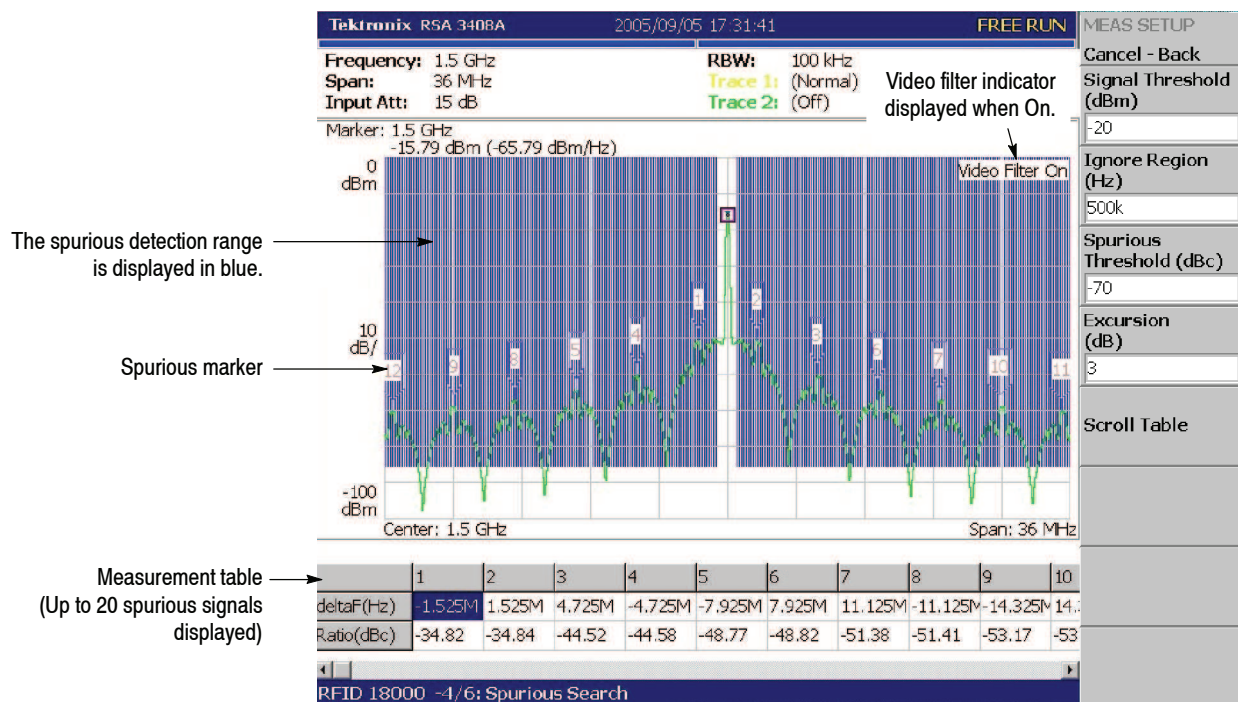 Tektronix RSA 3408A 2005/09/05 17:31:41 FREE RUN
Frequency: 1.5 GHz
Span: 36 MHz
Input Att: 15 dB
RBW: 100 kHz
Trace 1: (Normal)
Trace 2: (Off)
Video filter indicator
displayed when On.
Marker: 1.5 GHz
-15.79 dBm (-65.79 dBm/Hz)
0
dBm
Video Filter On
The spurious detection range
is displayed in blue.
10
dB/
Spurious marker
12 9 8 5 4 1 2 3 6 7 10 11
-100
dBm
Center: 1.5 GHz Span: 36 MHz
Measurement table
(Up to 20 spurious signals
displayed)
1 2 3 4 5 6 7 8 9 10
deltaF(Hz) -1.525M 1.525M 4.725M -4.725M -7.925M 7.925M 11.125M -11.125M -14.325M 14.
Ratio(dBc) -34.82 -34.84 -44.52 -44.58 -48.77 -48.82 -51.38 -51.41 -53.17 -53
RFID 18000 -4/6: Spurious Search
MEAS SETUP
Cancel - Back
Signal Threshold
(dBm)
-20
Ignore Region
(Hz)
500k
Spurious
Threshold (dBc)
-70
Excursion
(dB)
3
Scroll Table